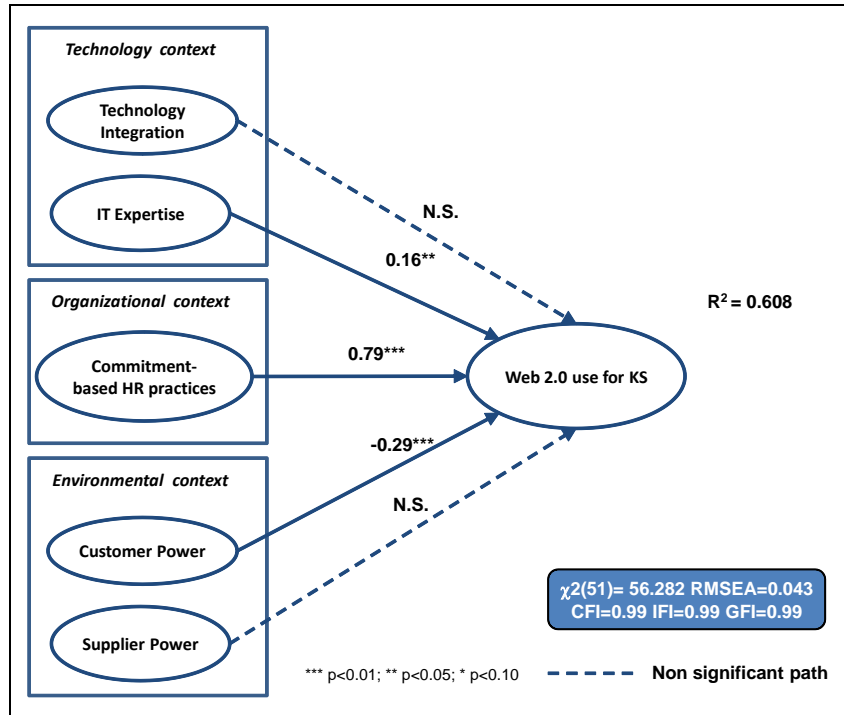 Technology context
Technology
Integration
N.S.
IT Expertise
0.16**
R² = 0.608
Organizational context
Commitment-
based HR practices
0.79***
Web 2.0 use for KS
-0.29***
Environmental context
N.S.
Customer Power
χ2(51)= 56.282 RMSEA=0.043
CFI=0.99 IFI=0.99 GFI=0.99
Supplier Power
*** p<0.01; ** p<0.05; * p<0.10
Non significant path